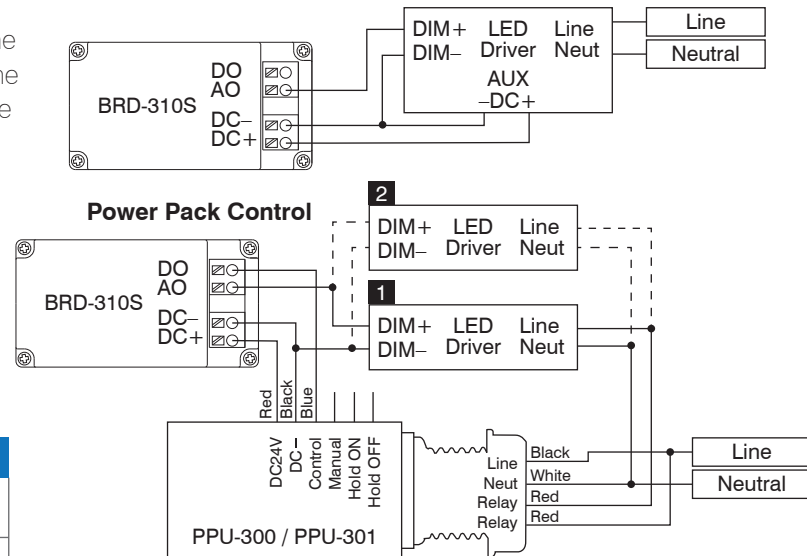 DIM+ LED Line
DIM– Driver Neut
AUX
–DC+
Line
Neutral
BRD-310S
DO
AO
DC–
DC+
Power Pack Control
2
DIM+ LED Line
DIM– Driver Neut
1
DIM+ LED Line
DIM– Driver Neut
BRD-310S
DO
AO
DC–
DC+
Red
Black
Blue
DC24V
DC–
Control
Manual
Hold ON
Hold OFF
PPU-300 / PPU-301
Line
Neut
Relay
Relay
Black
White
Red
Red
Line
Neutral